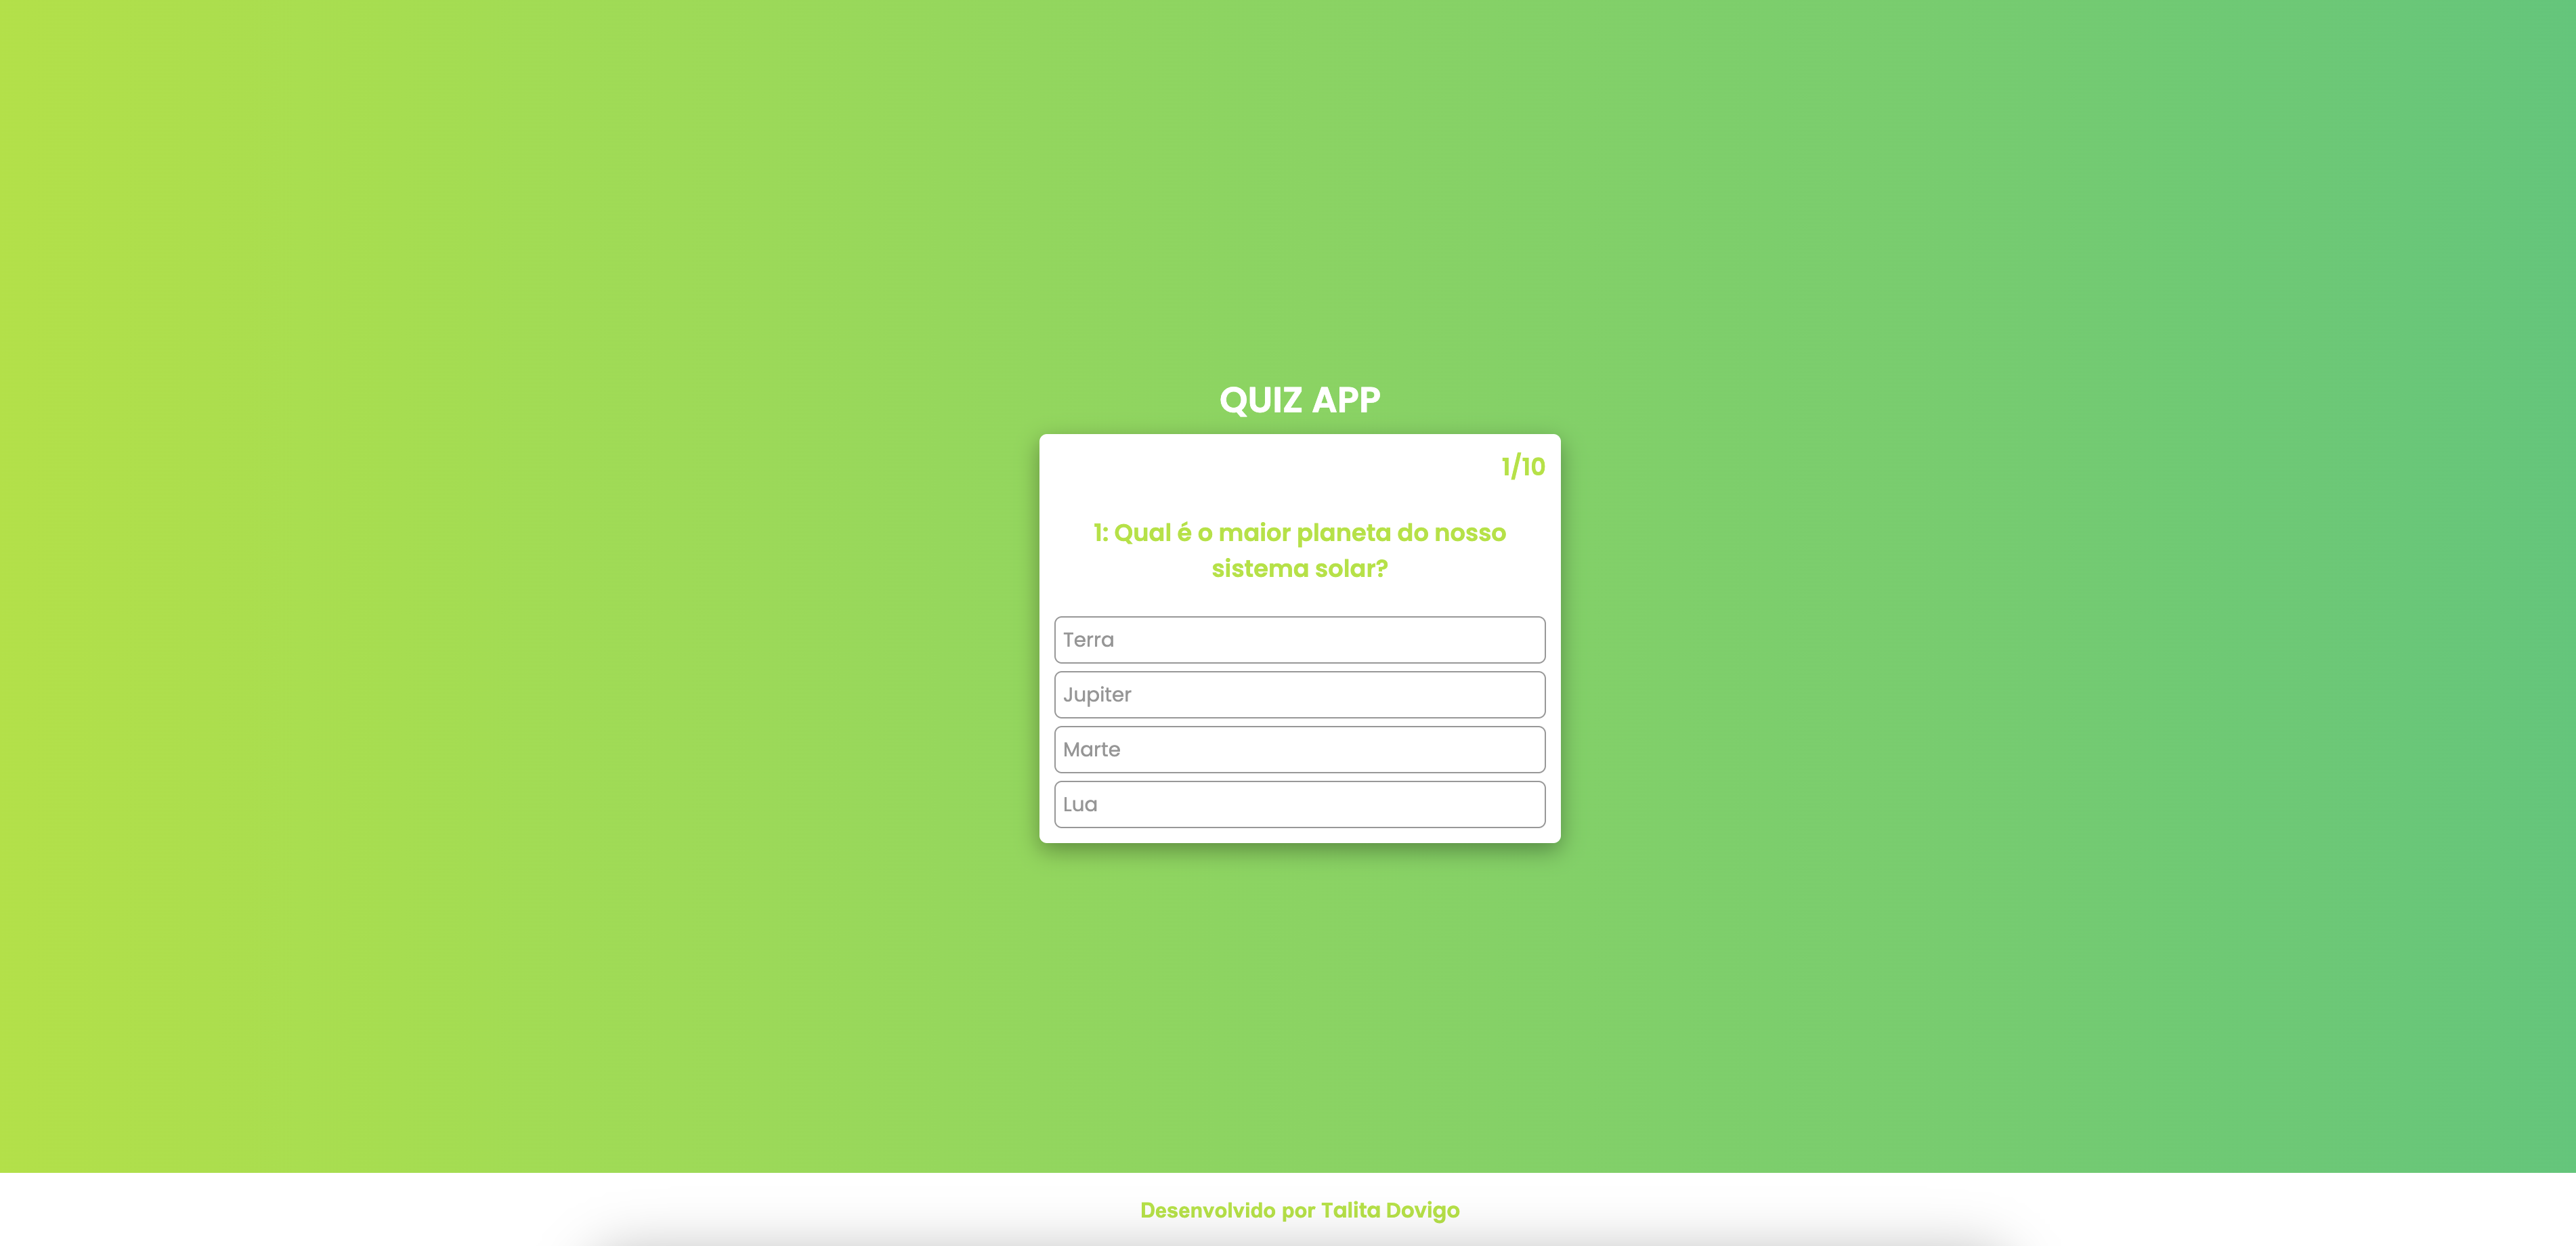 QUIZ APP
1/10
1: Qual é o maior planeta do nosso
sistema solar?
Terra
Jupiter
Marte
Lua
Desenvolvido por Talita Dovigo